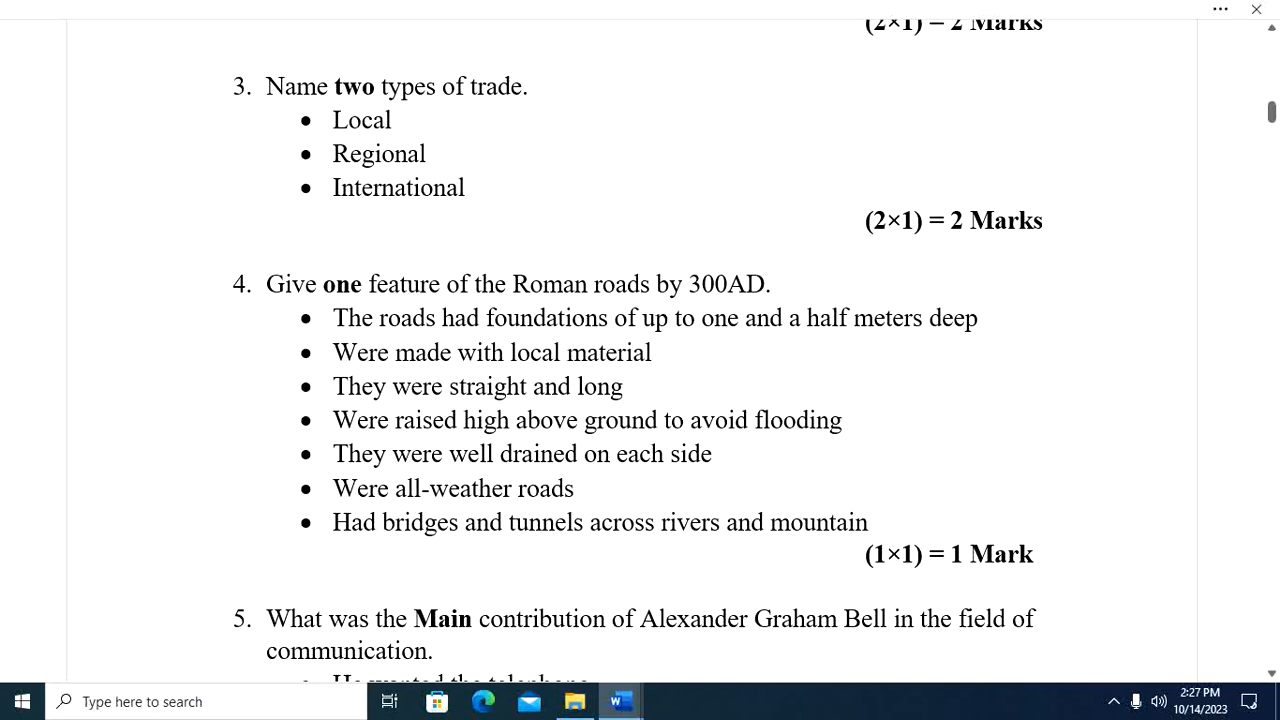 (2×1) = 2 Marks
3. Name two types of trade.
• Local
• Regional
• International
(2×1) = 2 Marks
4. Give one feature of the Roman roads by 300AD.
• The roads had foundations of up to one and a half meters deep
• Were made with local material
• They were straight and long
• Were raised high above ground to avoid flooding
• They were well drained on each side
• Were all-weather roads
• Had bridges and tunnels across rivers and mountain
(1×1) = 1 Mark
5. What was the Main contribution of Alexander Graham Bell in the field of
communication.
Type here to search
2:27 PM
10/14/2023